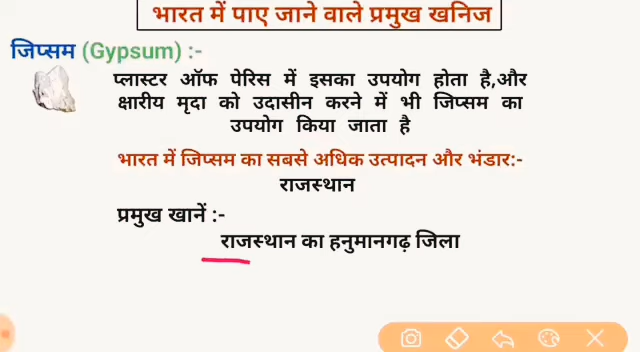 भारत में पाए जाने वाले प्रमुख खनिज
जिप्सम (Gypsum) :-
प्लास्टर ऑफ पेरिस में इसका उपयोग होता है,और
क्षारीय मृदा को उदासीन करने में भी जिप्सम का
उपयोग किया जाता है
भारत में जिप्सम का सबसे अधिक उत्पादन और भंडार:-
राजस्थान
प्रमुख खानें :-
राजस्थान का हनुमानगढ़ जिला